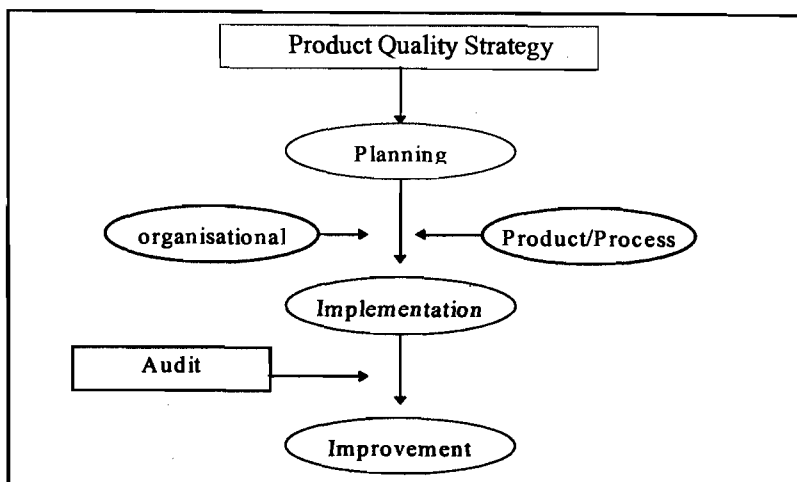 Product Quality Strategy
Planning
organisational
Product/Process
Implementation
Audit
Improvement